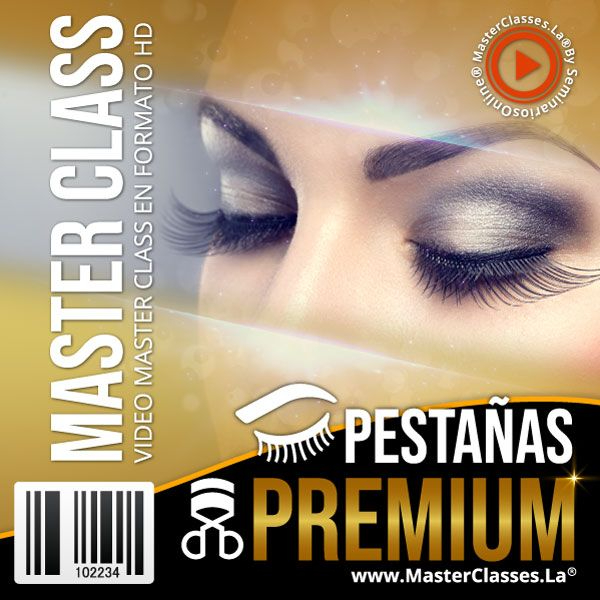 MASTER CLASS
VIDEO MASTER CLASS EN FORMATO HD
MasterClasses.La® By SeminariosOnline®
PESTAÑAS
PREMIUM
102234
www.MasterClasses.La®